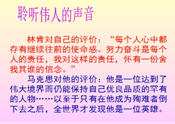 聆听伟人的声音
林肯对自己的评价：“每个人心中都
存有继续往前的使命感。努力奋斗是每个
人的责任，我对这样的责任，怀有一份舍
我其谁的信念。”
马克思对他的评价：他是一位达到了
伟大境界而仍能保持自己优良品质的罕有
的人物……以至于只有在他成为殉难者倒
下去之后，全世界才发现他是一位英雄。